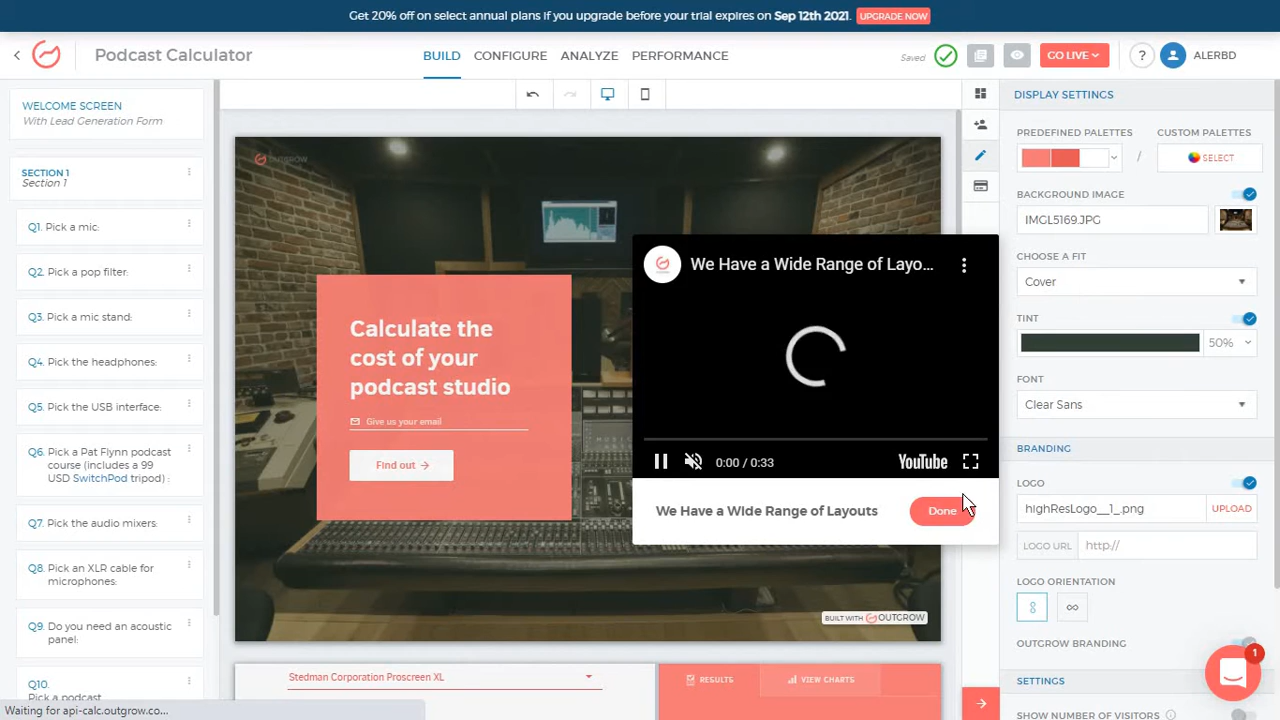 Get 20% off on select annual plans if you upgrade before your trial expires on Sep 12th 2021. UPGRADE NOW
Podcast Calculator
BUILD CONFIGURE ANALYZE PERFORMANCE
Saved
GO LIVE
?
ALERBD
WELCOME SCREEN
With Lead Generation Form
SECTION 1
Section 1
Q1. Pick a mic:
Q2. Pick a pop filter:
Q3. Pick a mic stand:
Q4. Pick the headphones:
Q5. Pick the USB interface:
Q6. Pick a Pat Flynn podcast
course (includes a 99
USD SwitchPod tripod) :
Q7. Pick the audio mixers:
Q8. Pick an XLR cable for
microphones:
Q9. Do you need an acoustic
panel:
Q10.
Pick a podcast
Waiting for api-calc.outgrow.co...
OUTGROW
Calculate the
cost of your
podcast studio
Give us your email
Find out →
BUILT WITH OUTGROW
Stedman Corporation Proscreen XL
RESULTS
VIEW CHARTS
We Have a Wide Range of Layo...
0:00 / 0:33
YouTube
We Have a Wide Range of Layouts
Done
DISPLAY SETTINGS
PREDEFINED PALETTES
CUSTOM PALETTES
/
SELECT
BACKGROUND IMAGE
IMGL5169.JPG
CHOOSE A FIT
Cover
TINT
50%
FONT
Clear Sans
BRANDING
LOGO
highResLogo__1_.png
UPLOAD
LOGO URL
http://
LOGO ORIENTATION
OUTGROW BRANDING
SETTINGS
SHOW NUMBER OF VISITORS
1